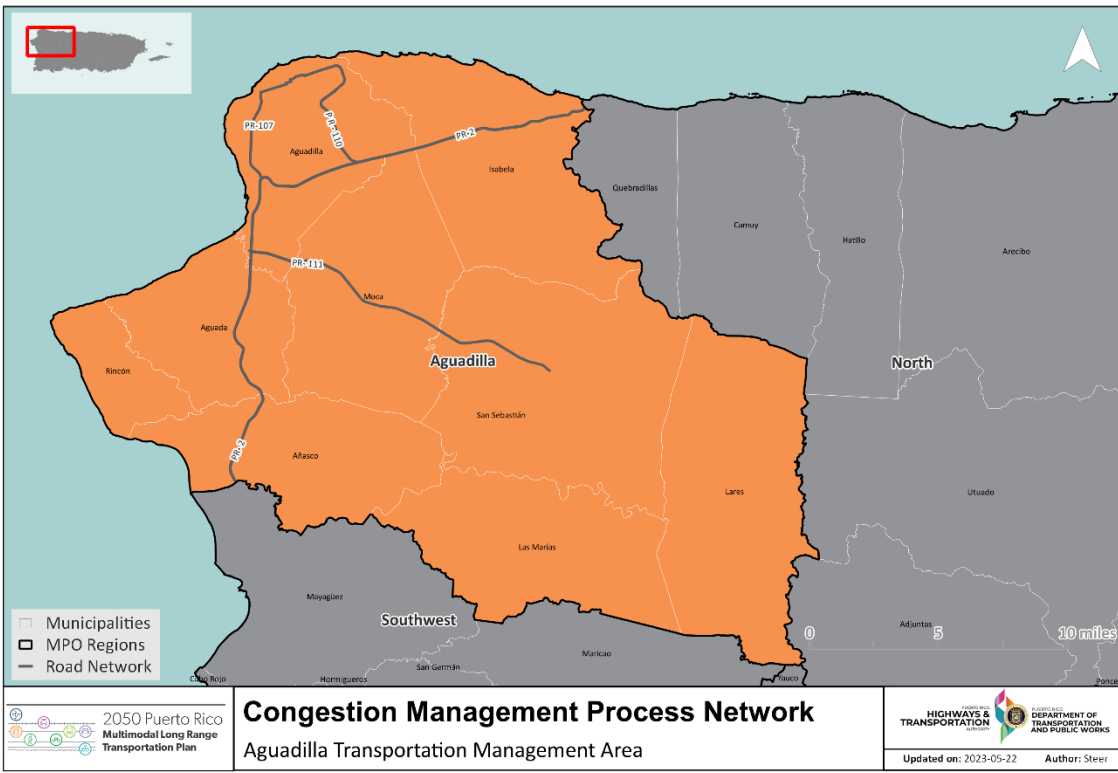 PR-107
PR-110
PR-2
Aguadilla
Isabela
Quebradillas
Camuy
Hatillo
Arecibo
PR-111
Moca
Aguada
Rincón
Aguadilla
North
San Sebastián
PR-2
Añasco
Lares
Utuado
Las Marías
Mayagüez
Southwest
Adjuntas
Maricao
San Germán
Cabo Rojo
Hormigueros
Yauco
Ponce
0 5 10 miles
Municipalities
MPO Regions
Road Network
2050 Puerto Rico
Multimodal Long Range
Transportation Plan
Congestion Management Process Network
Aguadilla Transportation Management Area
PUERTO RICO
HIGHWAYS &
TRANSPORTATION
AUTHORITY
PUERTO RICO
DEPARTMENT OF
TRANSPORTATION
AND PUBLIC WORKS
Updated on: 2023-05-22 Author: Steer